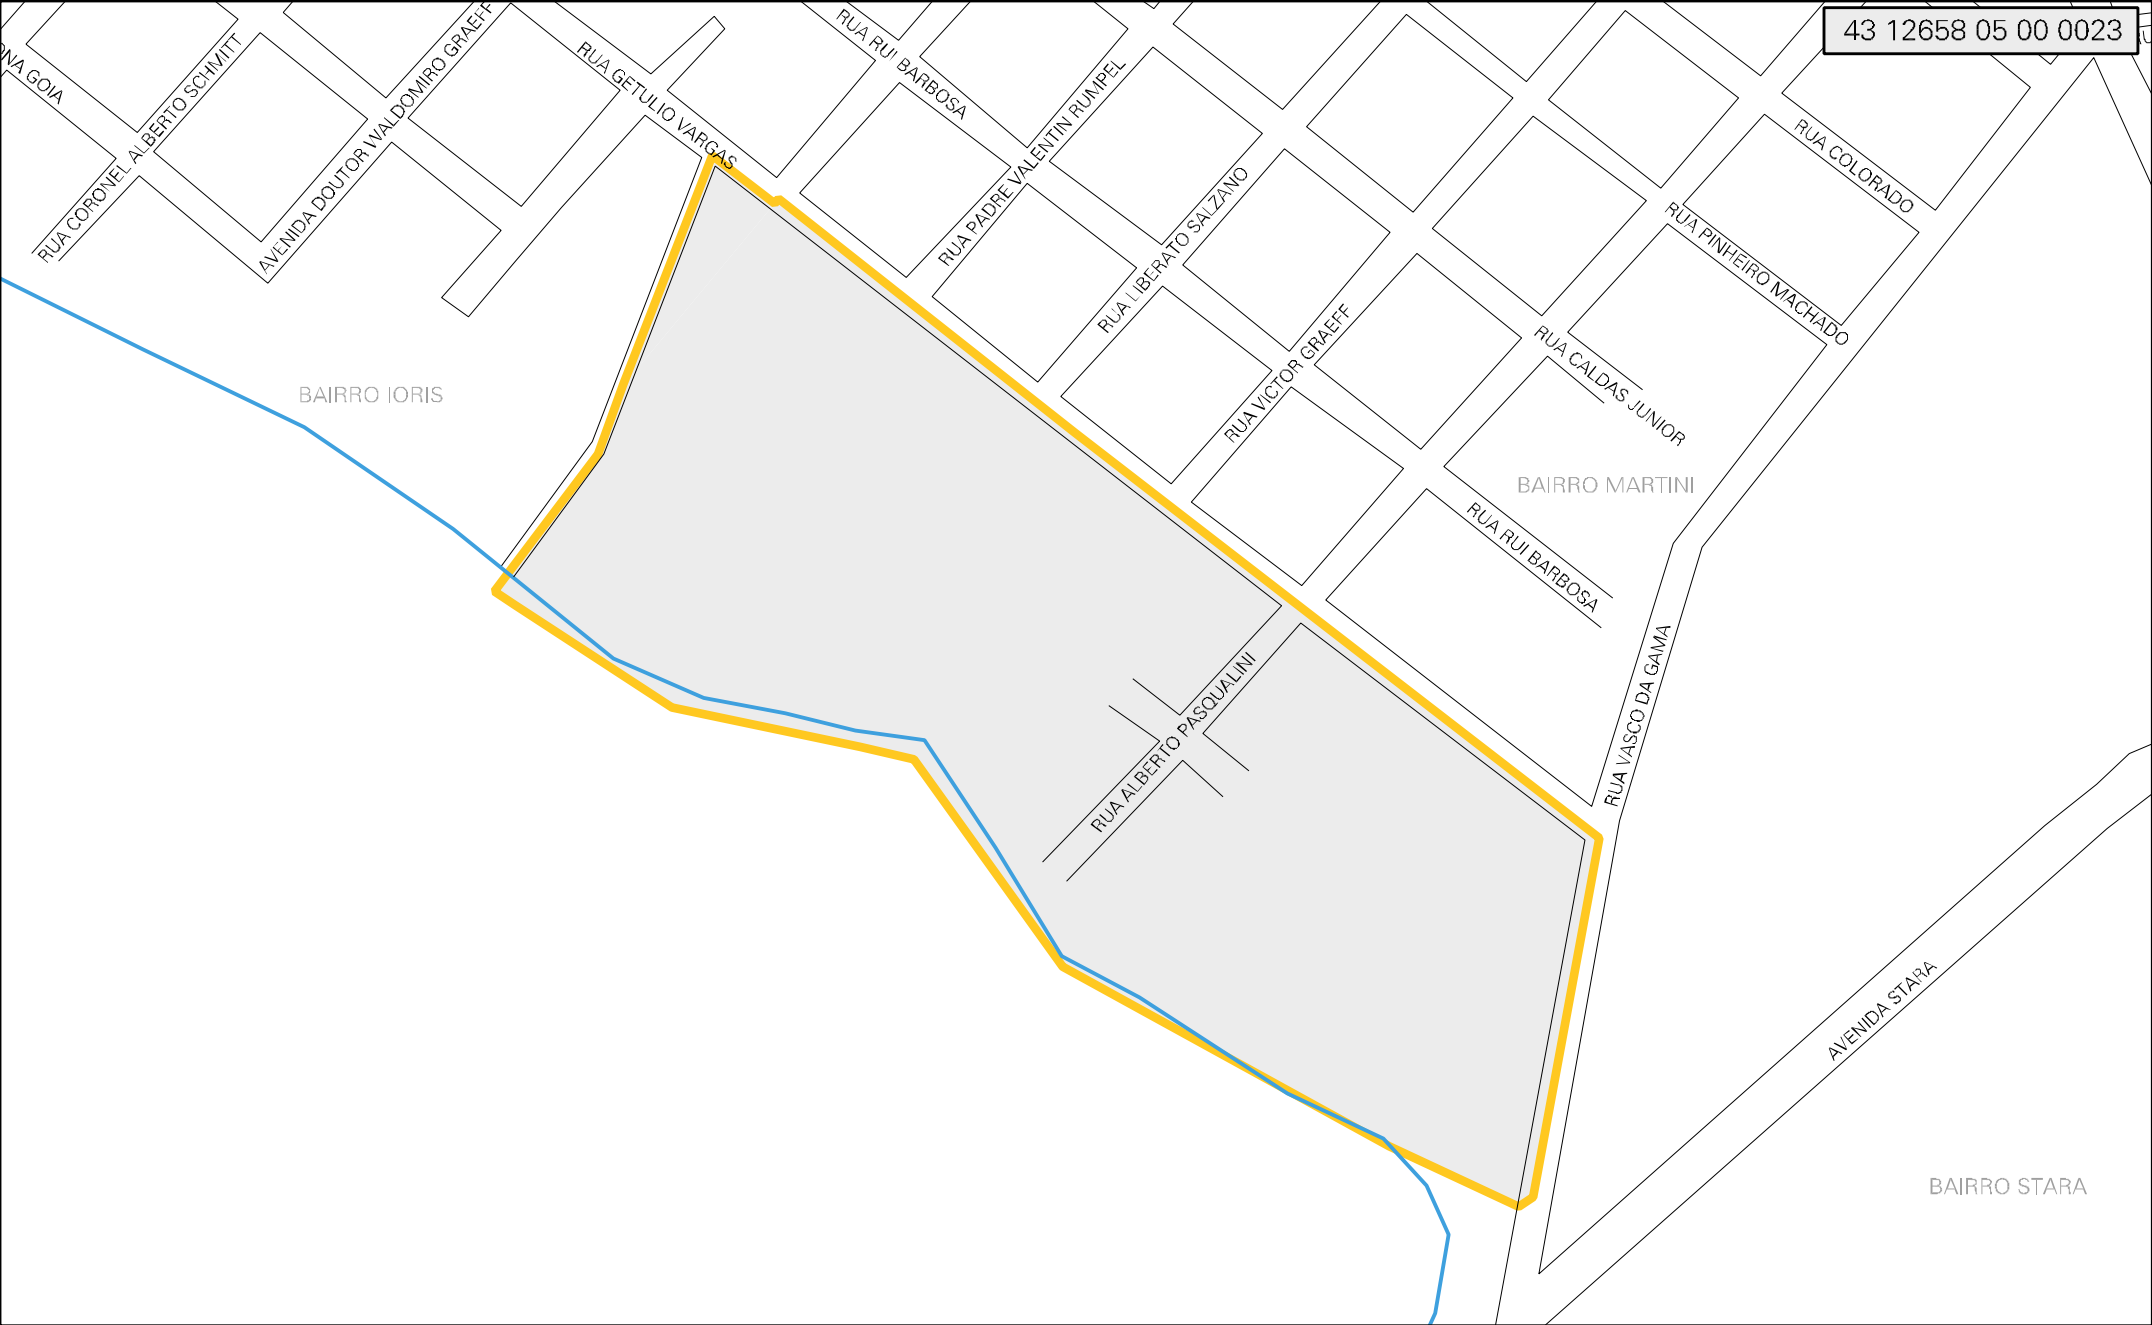 43 12658 05 00 0023
RUA CORONEL ALBERTO SCHMITT
AVENIDA DOUTOR WALDOMIRO GRAEFF
RUA GETULIO VARGAS
RUA RUI BARBOSA
RUA PADRE VALENTIN RUMPEL
RUA LIBERATO SALZANO
RUA VICTOR GRAEFF
RUA COLORADO
RUA PINHEIRO MACHADO
RUA CALDAS JUNIOR
GOIA
BAIRRO IORIS
BAIRRO MARTINI
RUA RUI BARBOSA
RUA VASCO DA GAMA
RUA ALBERTO PASQUALINI
AVENIDA STARA
BAIRRO STARA